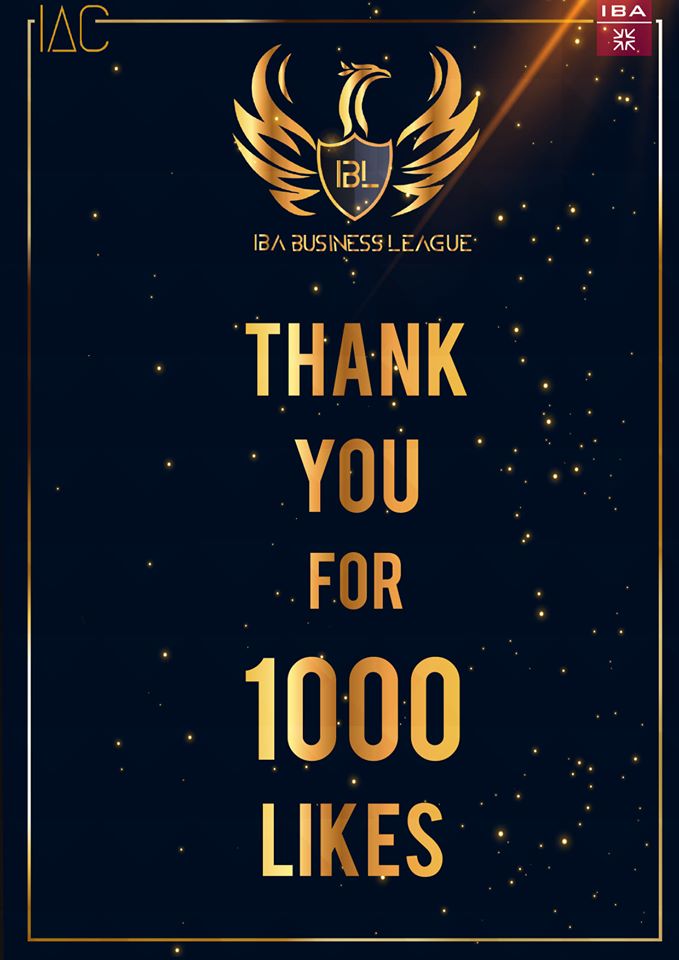 IAC
IBA
IBL
IBA BUSINESS LEAGUE
THANK
YOU
FOR
1000
LIKES